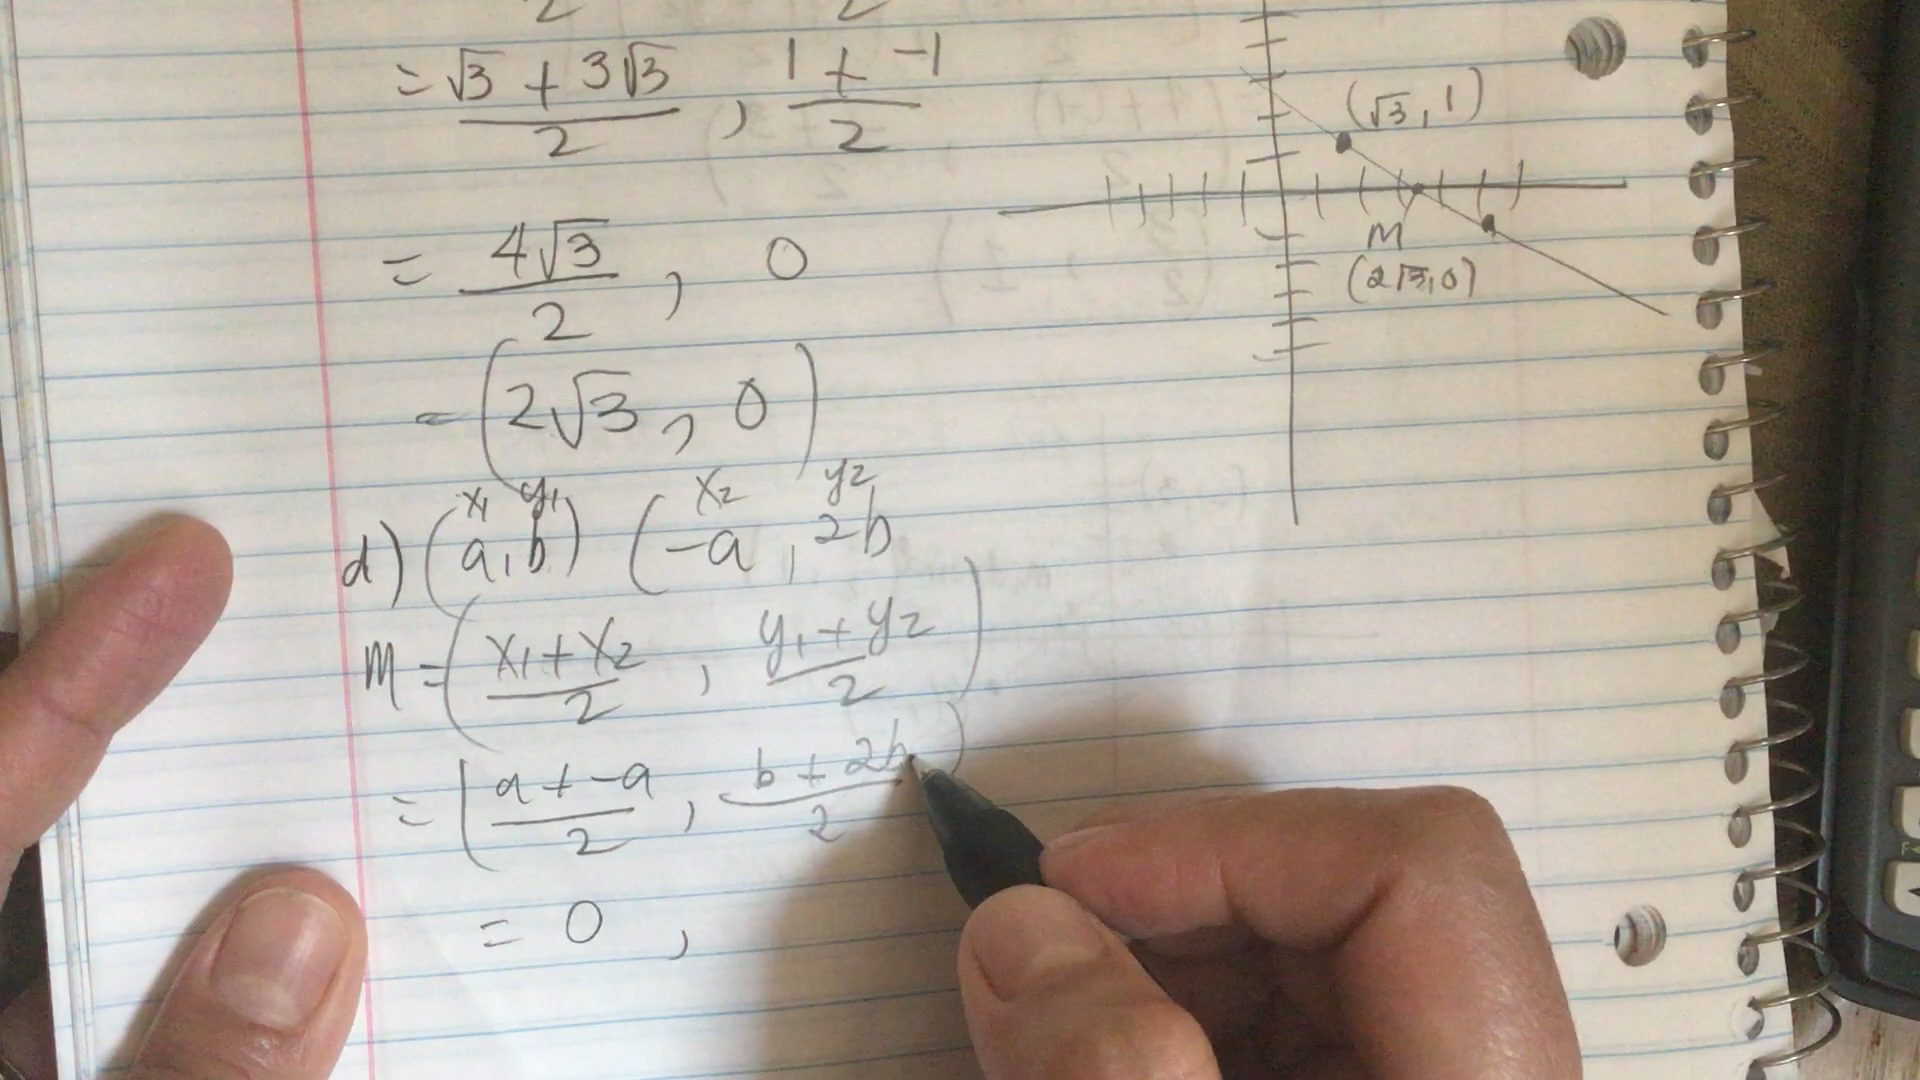 = √3 + 3√3 / 2 , 1 + -1 / 2
= 4√3 / 2 , 0
= (2√3 , 0)
x1 y1 x2 y2
d) (a, b) (-a, 2b
M = (x1 + x2 / 2 , y1 + y2 / 2)
= (a + -a / 2 , b + 2b / 2)
= 0 ,
(√3, 1)
M
(2√3, 0)